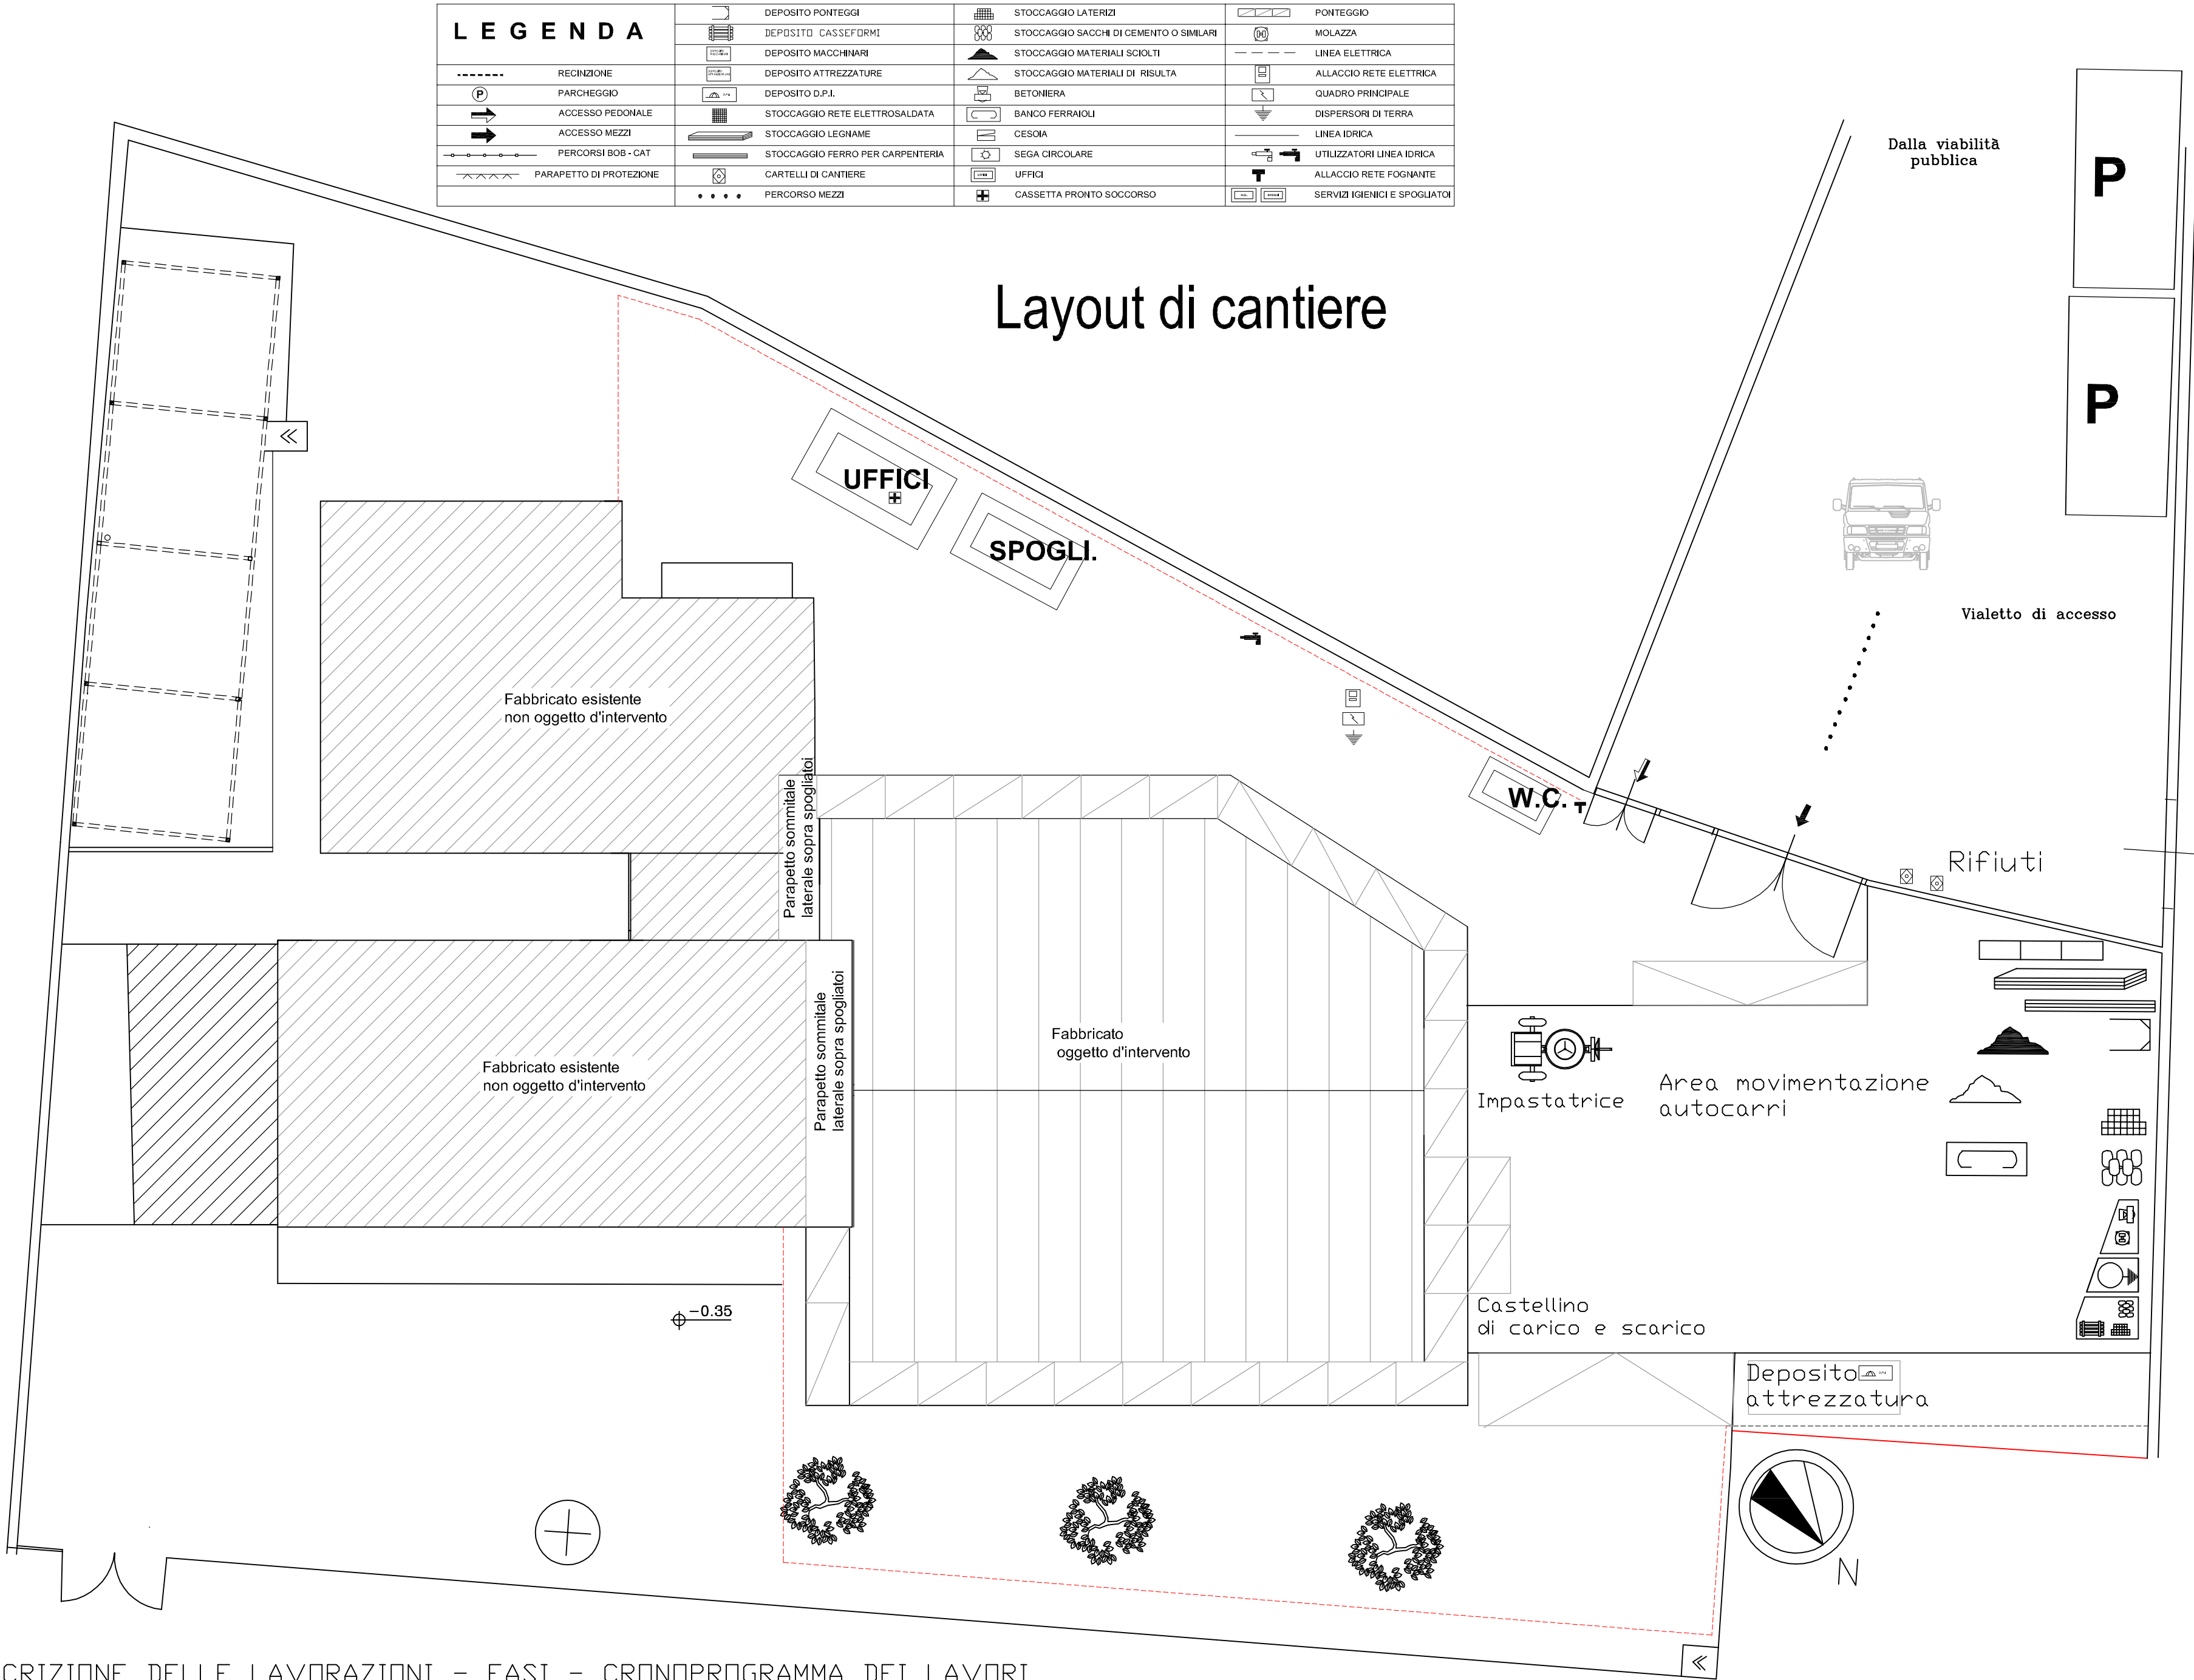 LEGENDA
DEPOSITO PONTEGGI
STOCCAGGIO LATERIZI
PONTEGGIO
DEPOSITO CASSEFORMI
STOCCAGGIO SACCHI DI CEMENTO O SIMILARI
MOLAZZA
DEPOSITO MACCHINARI
STOCCAGGIO MATERIALI SCIOLTI
LINEA ELETTRICA
RECINZIONE
DEPOSITO ATTREZZATURE
STOCCAGGIO MATERIALI DI RISULTA
ALLACCIO RETE ELETTRICA
P
PARCHEGGIO
DEPOSITO D.P.I.
BETONIERA
QUADRO PRINCIPALE
ACCESSO PEDONALE
STOCCAGGIO RETE ELETTROSALDATA
BANCO FERRAIOLI
DISPERSORI DI TERRA
ACCESSO MEZZI
STOCCAGGIO LEGNAME
CESOIA
LINEA IDRICA
PERCORSI BOB - CAT
STOCCAGGIO FERRO PER CARPENTERIA
SEGA CIRCOLARE
UTILIZZATORI LINEA IDRICA
PARAPETTO DI PROTEZIONE
CARTELLI DI CANTIERE
UFFICI
ALLACCIO RETE FOGNANTE
PERCORSO MEZZI
CASSETTA PRONTO SOCCORSO
SERVIZI IGIENICI E SPOGLIATOI
Dalla viabilità
pubblica
P
Layout di cantiere
P
UFFICI
SPOGLI.
Vialetto di accesso
Fabbricato esistente
non oggetto d'intervento
W.C.
Parapetto sommitale
laterale sopra spogliatoi
Rifiuti
Parapetto sommitale
laterale sopra spogliatoi
Fabbricato
oggetto d'intervento
Fabbricato esistente
non oggetto d'intervento
Impastatrice
Area movimentazione
autocarri
-0.35
Castellino
di carico e scarico
Deposito
attrezzatura
N
CRIZIONE DELLE LAVORAZIONI - FASI - CRONOPROGRAMMA DEI LAVORI